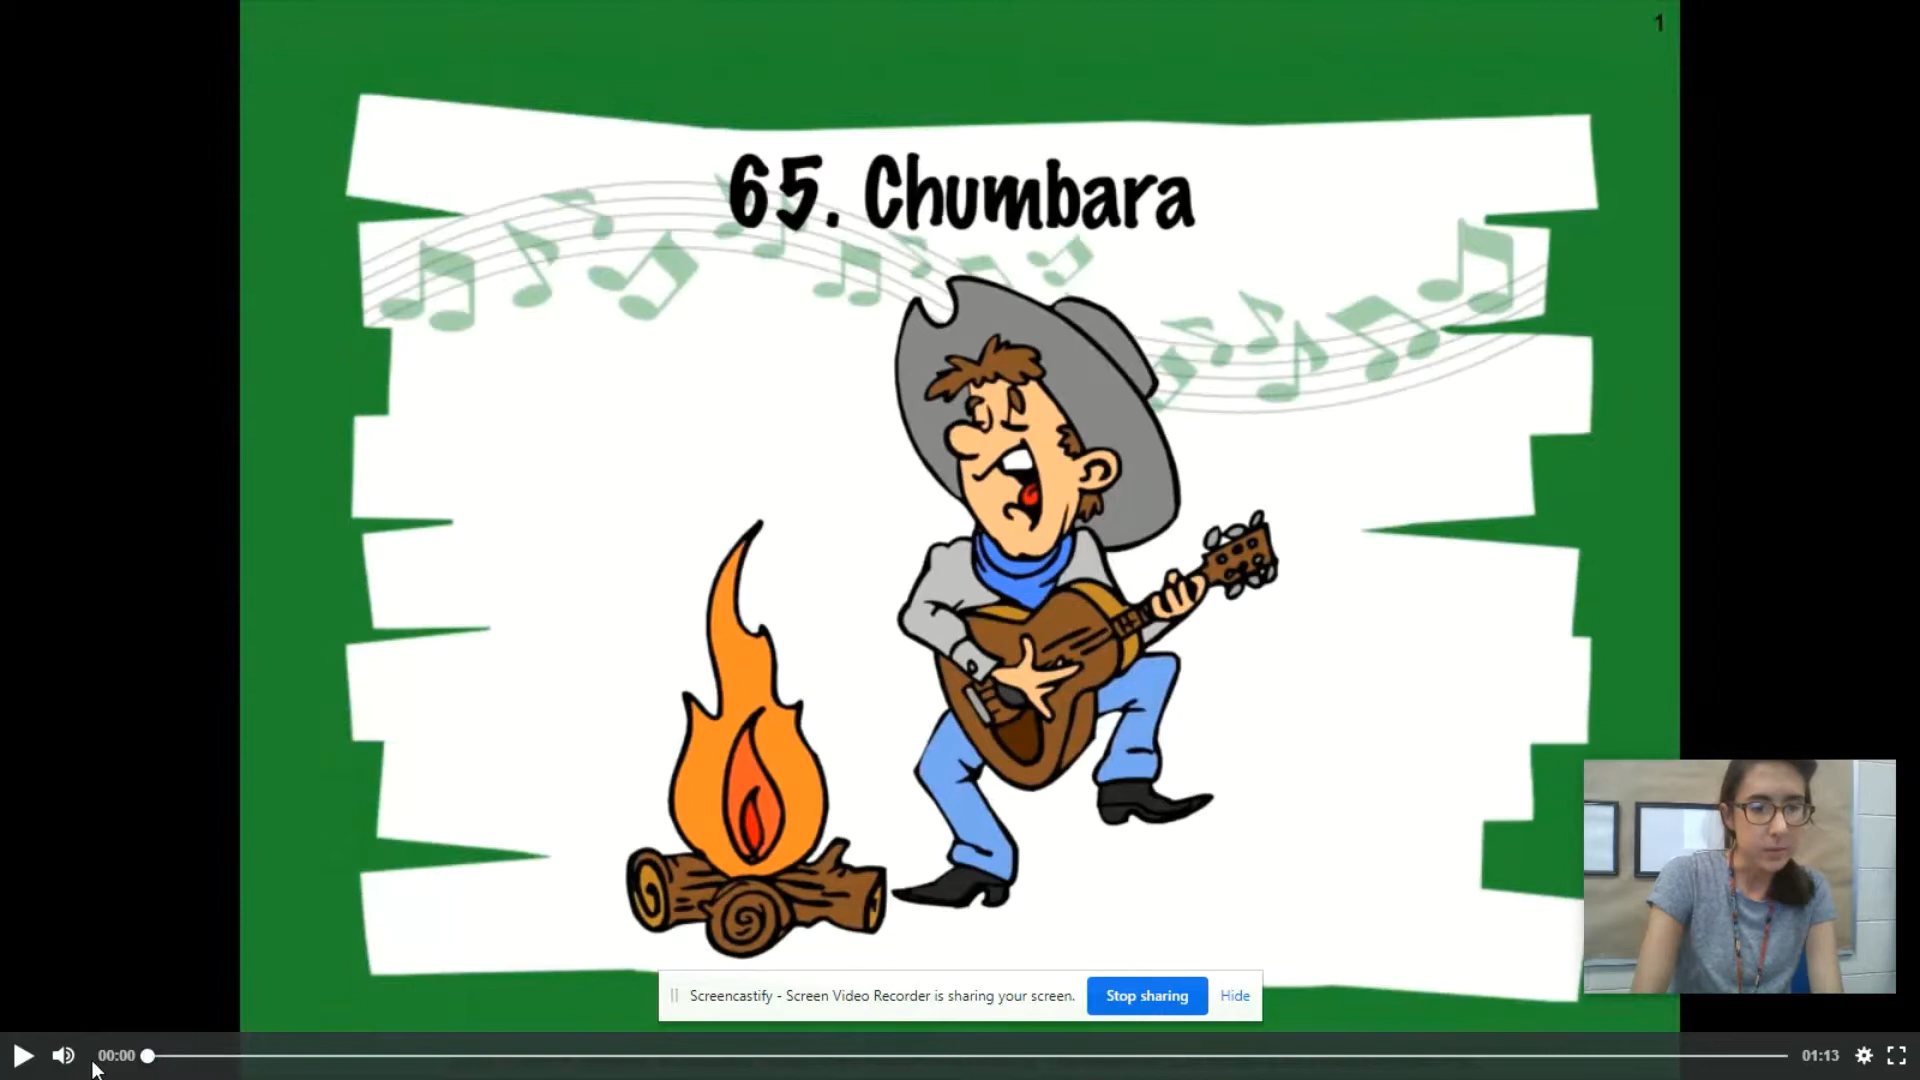 1
65. Chumbara
Screencastify - Screen Video Recorder is sharing your screen.
Stop sharing
Hide
00:00
01:13